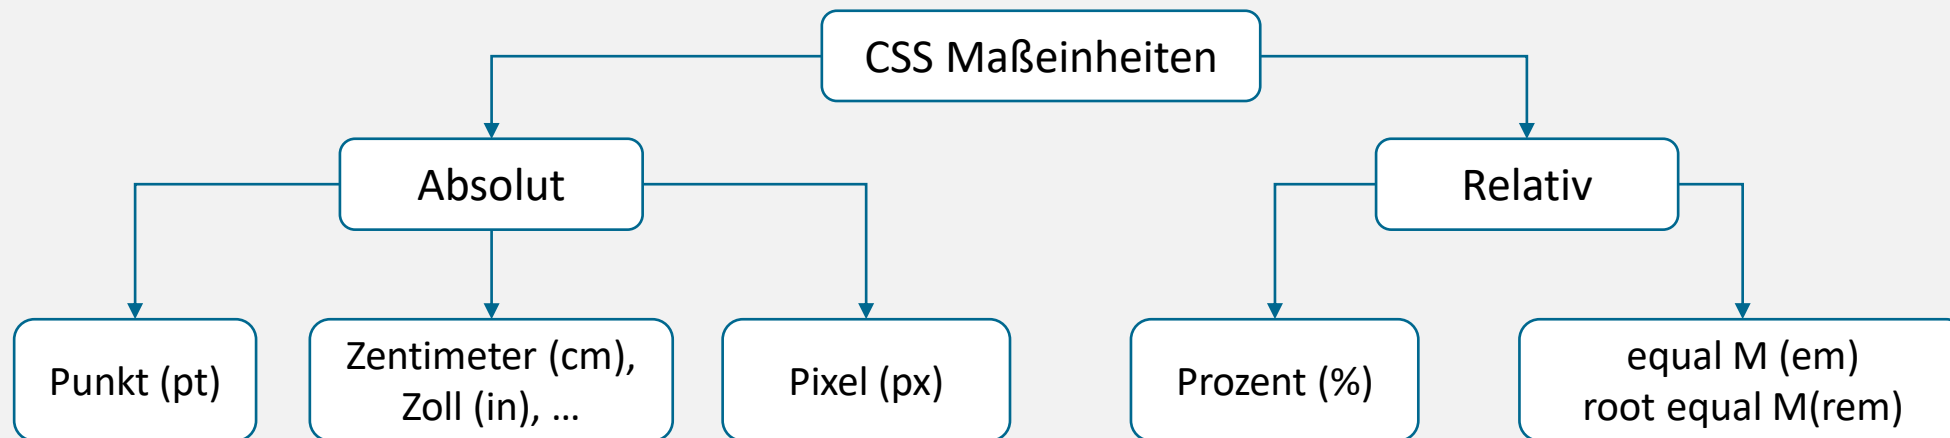 CSS Maßeinheiten
Absolut
Relativ
Punkt (pt)
Zentimeter (cm),
Zoll (in), ...
Pixel (px)
Prozent (%)
equal M (em)
root equal M(rem)